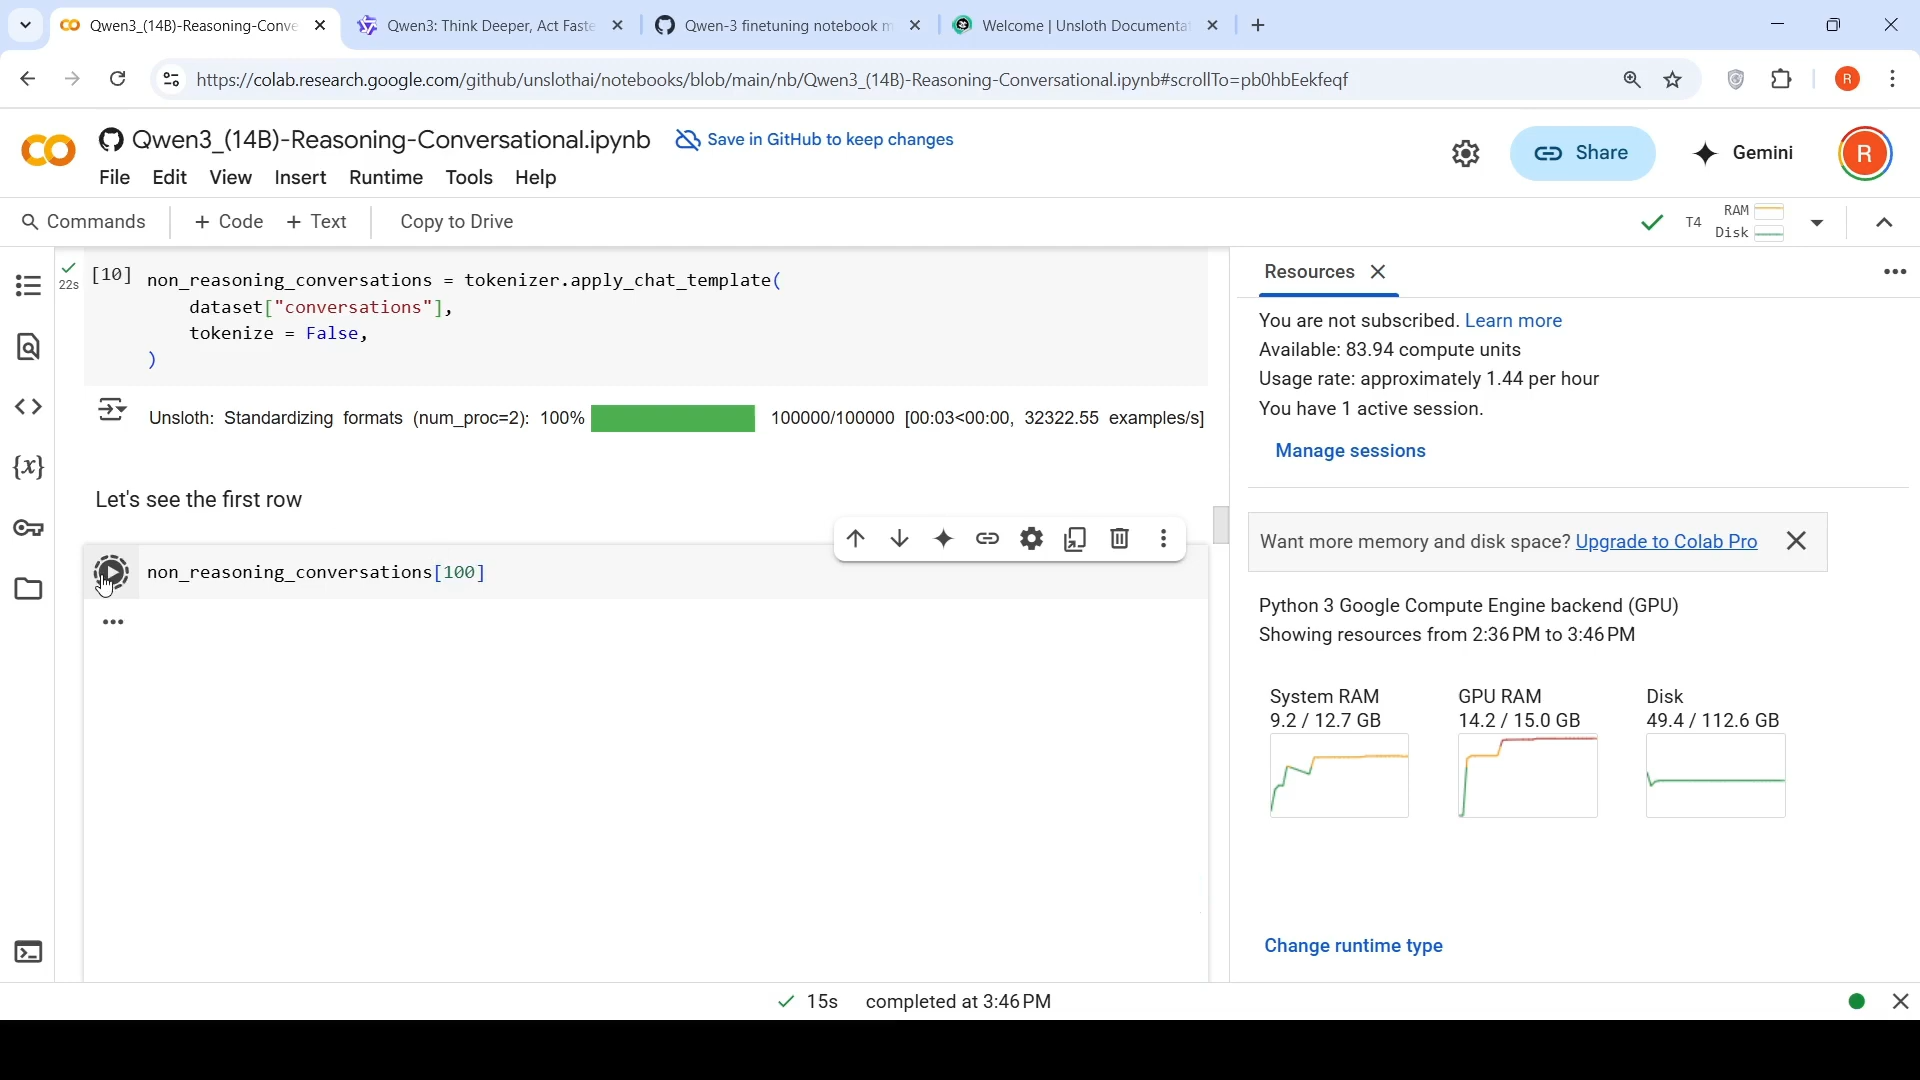 Qwen3_(14B)-Reasoning-Conve
Qwen3: Think Deeper, Act Faste
Qwen-3 finetuning notebook m
Welcome | Unsloth Documentat
https://colab.research.google.com/github/unslothai/notebooks/blob/main/nb/Qwen3_(14B)-Reasoning-Conversational.ipynb#scrollTo=pb0hbEekfeqf
R
Qwen3_(14B)-Reasoning-Conversational.ipynb
Save in GitHub to keep changes
File Edit View Insert Runtime Tools Help
Share
Gemini
R
Commands
+ Code + Text
Copy to Drive
T4
RAM
Disk
22s
[10] non_reasoning_conversations = tokenizer.apply_chat_template(
dataset["conversations"],
tokenize = False,
)
Unsloth: Standardizing formats (num_proc=2): 100% 100000/100000 [00:03<00:00, 32322.55 examples/s]
Let's see the first row
non_reasoning_conversations[100]
Resources
You are not subscribed. Learn more
Available: 83.94 compute units
Usage rate: approximately 1.44 per hour
You have 1 active session.
Manage sessions
Want more memory and disk space? Upgrade to Colab Pro
Python 3 Google Compute Engine backend (GPU)
Showing resources from 2:36 PM to 3:46 PM
System RAM
9.2 / 12.7 GB
GPU RAM
14.2 / 15.0 GB
Disk
49.4 / 112.6 GB
Change runtime type
15s completed at 3:46 PM